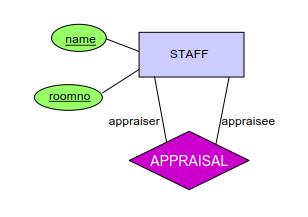 name
STAFF
roomno
appraiser
appraisee
APPRAISAL